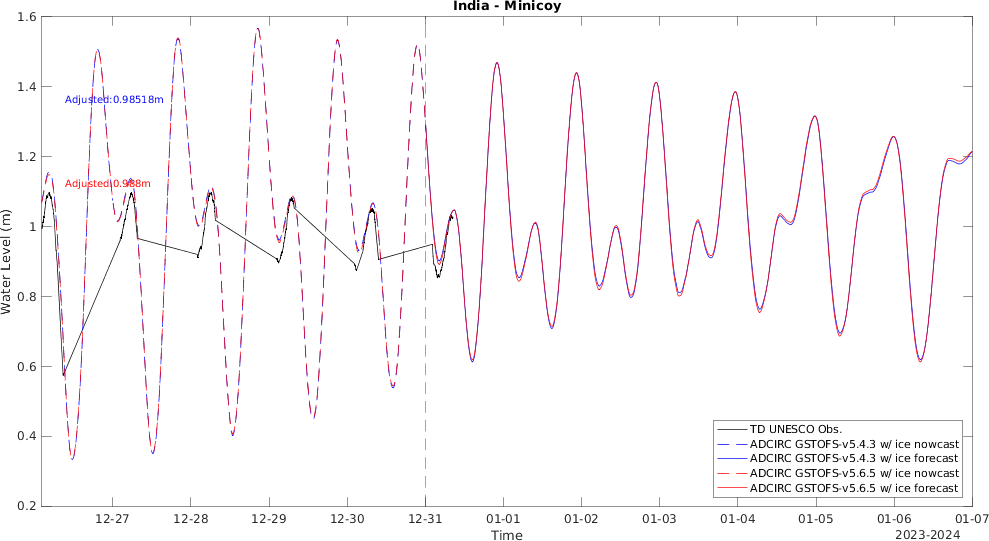 India - Minicoy
Water Level (m)
1.6
1.4
1.2
1
0.8
0.6
0.4
0.2
Adjusted:0.98518m
Adjusted:0.988m
TD UNESCO Obs.
ADCIRC GSTOFS-v5.4.3 w/ ice nowcast
ADCIRC GSTOFS-v5.4.3 w/ ice forecast
ADCIRC GSTOFS-v5.6.5 w/ ice nowcast
ADCIRC GSTOFS-v5.6.5 w/ ice forecast
12-27 12-28 12-29 12-30 12-31 01-01 01-02 01-03 01-04 01-05 01-06 01-07
Time
2023-2024